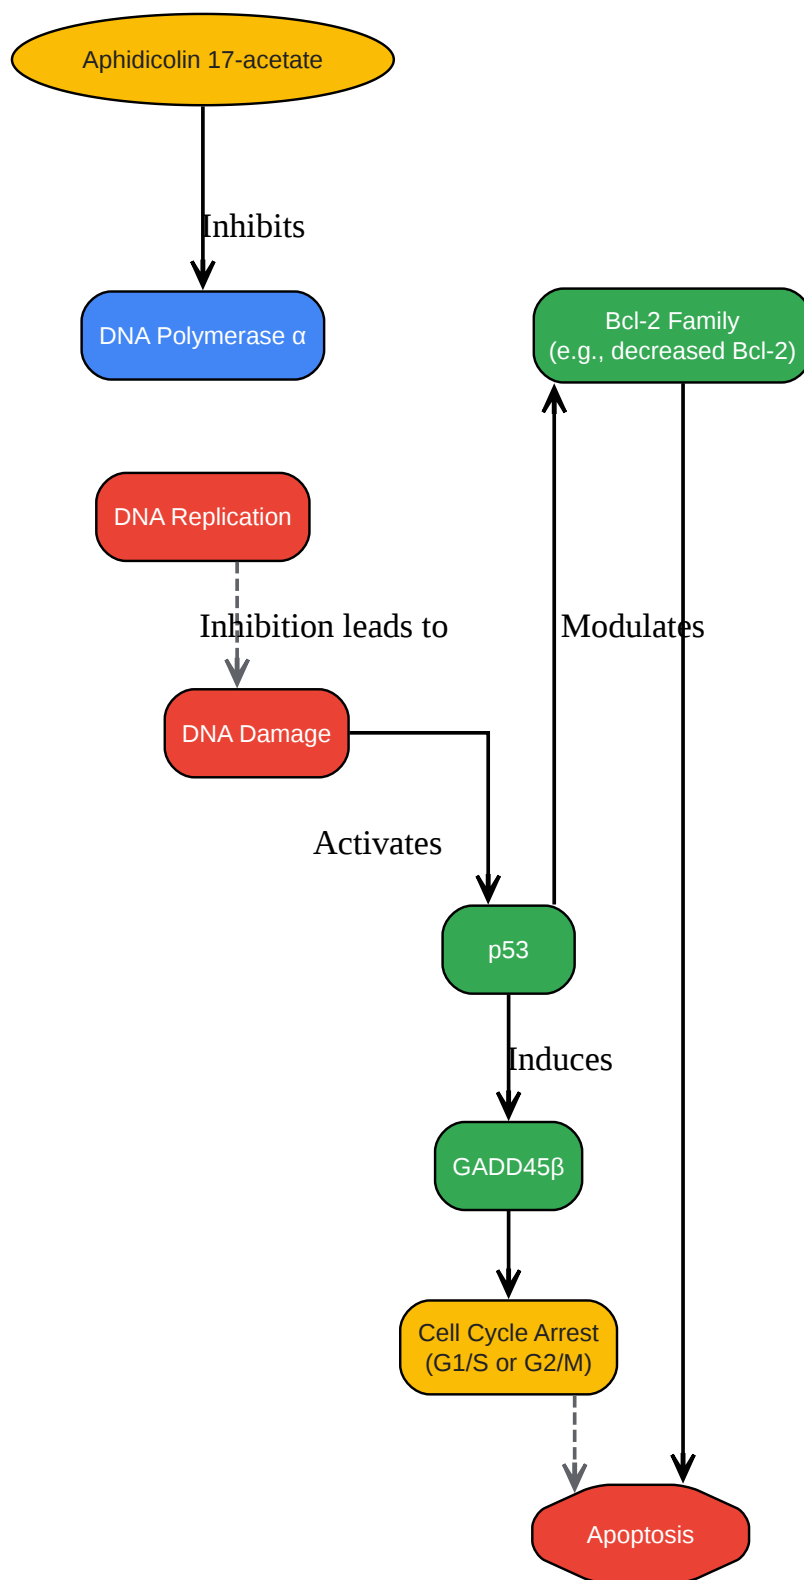 Aphidicolin 17-acetate
Inhibits
DNA Polymerase α
Bcl-2 Family
(e.g., decreased Bcl-2)
DNA Replication
Inhibition leads to
Modulates
DNA Damage
Activates
p53
Induces
GADD45β
Cell Cycle Arrest
(G1/S or G2/M)
Apoptosis